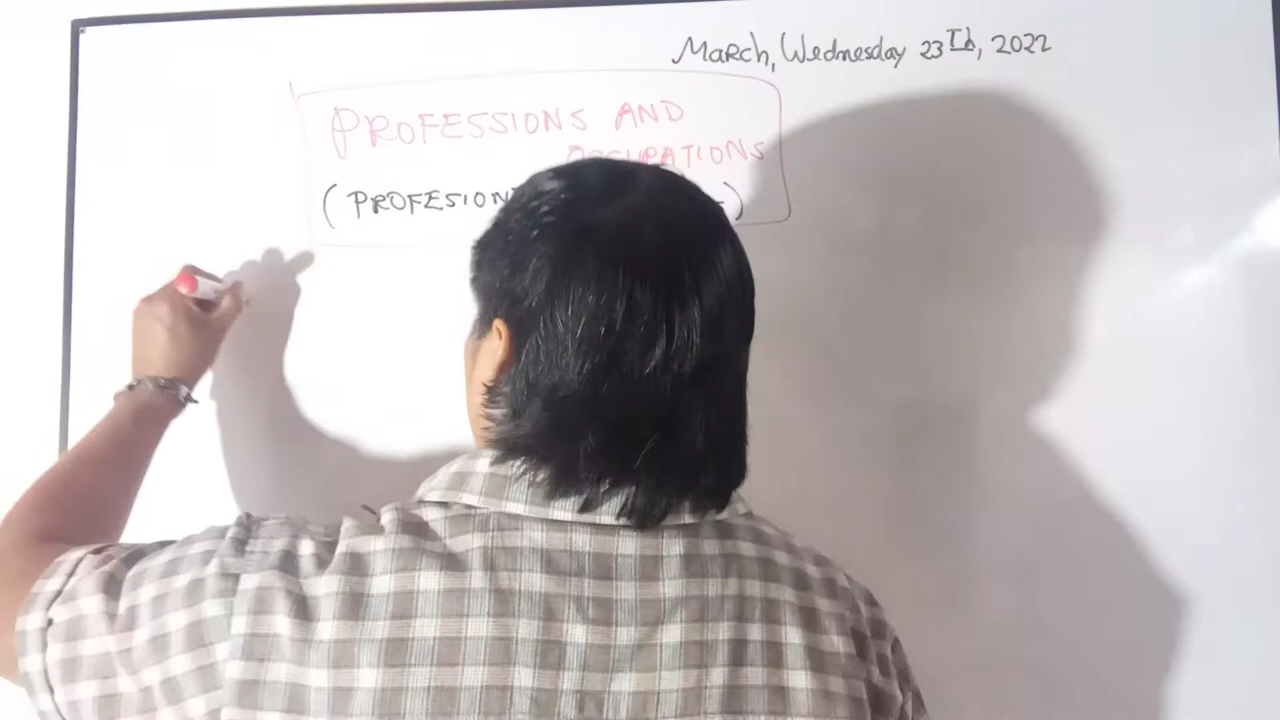 March, Wednesday 23Th, 2022
PROFESSIONS AND
OCCUPATIONS
(PROFESION )